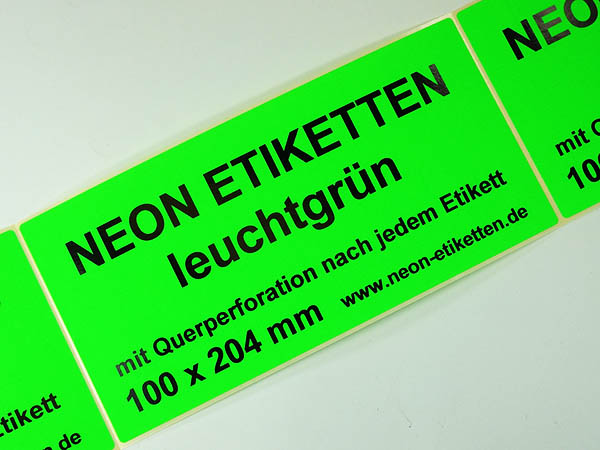 NEON ETIKETTEN
leuchtgrün
mit Querperforation nach jedem Etikett
100 x 204 mm www.neon-etiketten.de
NEO
mit Q
100
tikett
n.de